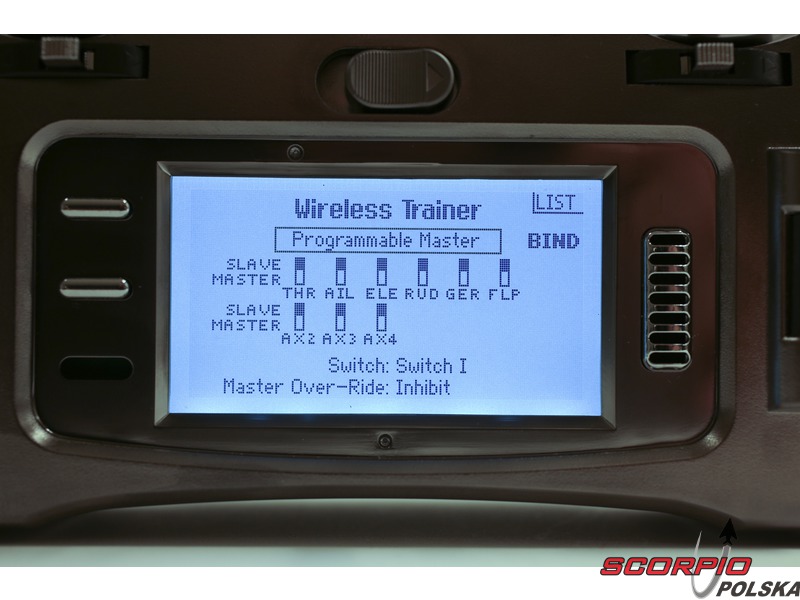 Wireless Trainer
LIST
Programmable Master
BIND
SLAVE
MASTER
THR AIL ELE RUD GER FLP
SLAVE
MASTER
AX2 AX3 AX4
Switch: Switch I
Master Over-Ride: Inhibit
SCORPIO
POLSKA